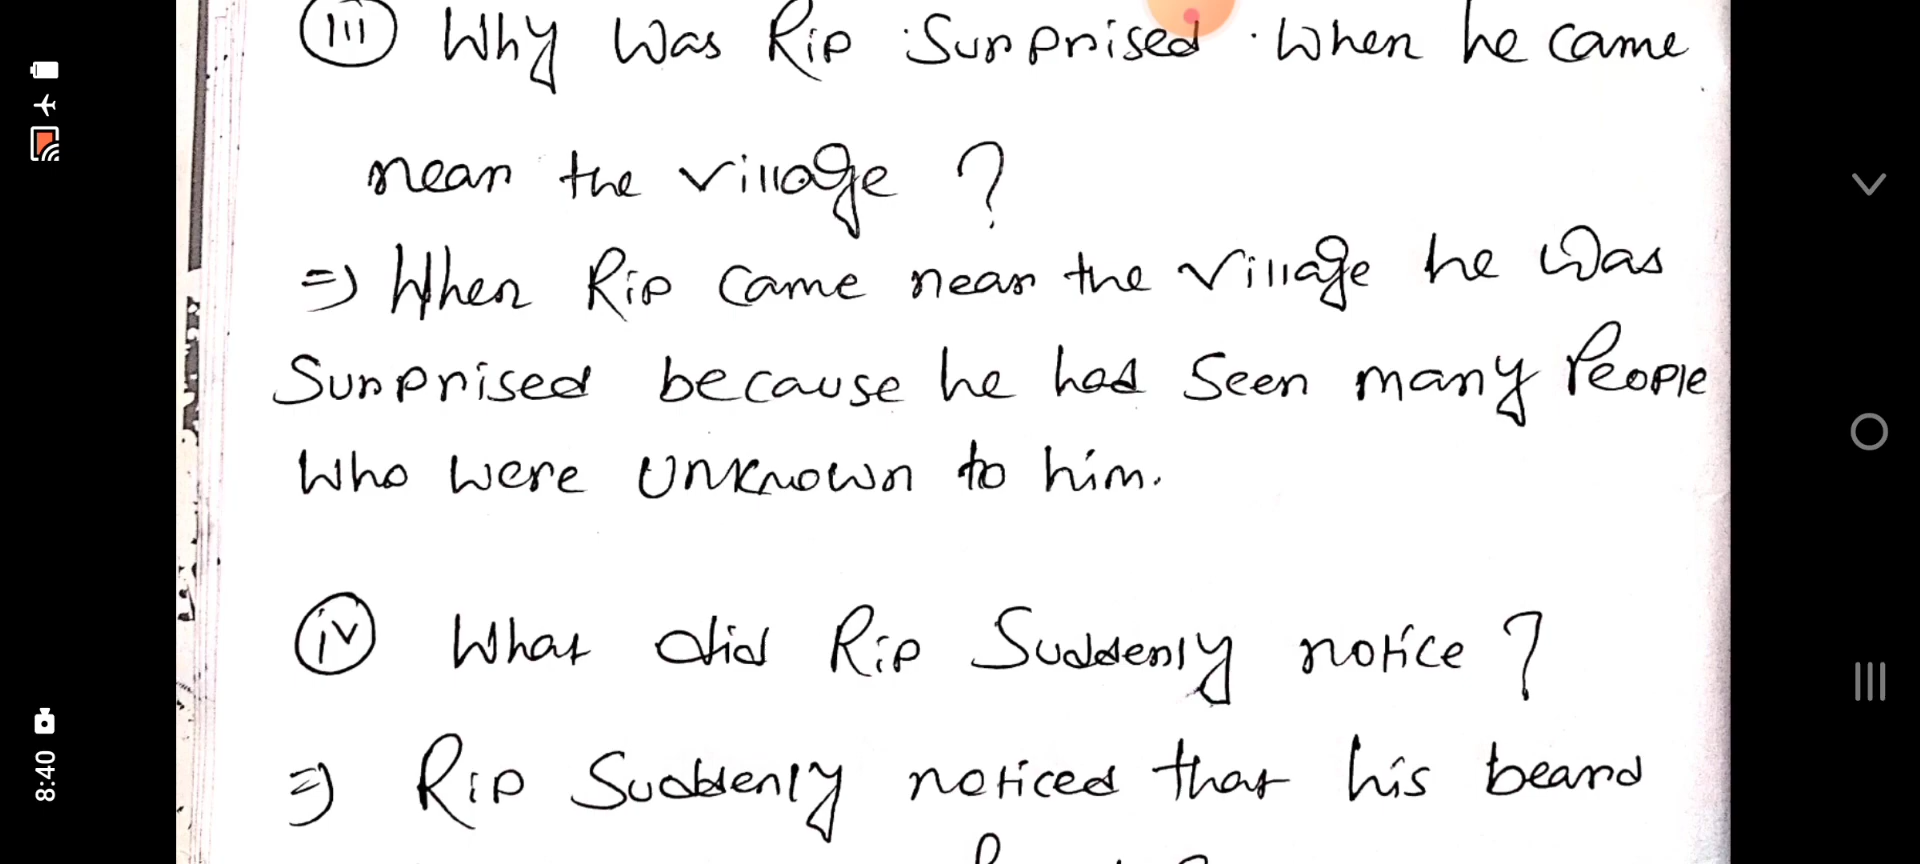 (iii) Why was Rip surprised when he came
near the village ?
=> When Rip came near the village he was
surprised because he had seen many people
who were unknown to him.
(iv) What did Rip suddenly notice ?
=> Rip suddenly noticed that his beard
8:40